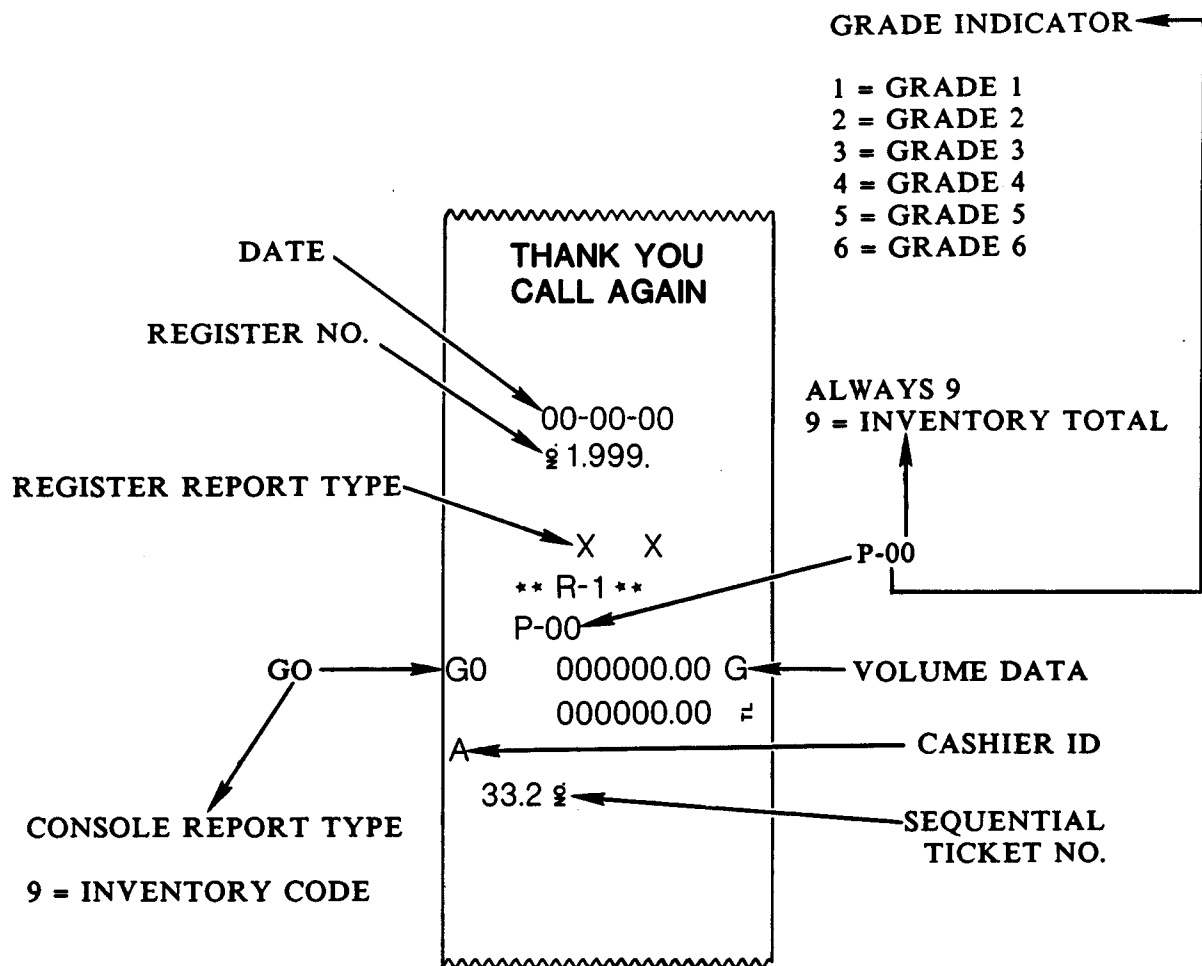 GRADE INDICATOR
1 = GRADE 1
2 = GRADE 2
3 = GRADE 3
4 = GRADE 4
5 = GRADE 5
6 = GRADE 6
DATE
THANK YOU
CALL AGAIN
REGISTER NO.
00-00-00
NO. 1.999.
ALWAYS 9
9 = INVENTORY TOTAL
REGISTER REPORT TYPE
X X
P-00
** R-1 **
P-00
GO
G0 000000.00 G
VOLUME DATA
000000.00 TL
A
CASHIER ID
33.2 NO.
CONSOLE REPORT TYPE
9 = INVENTORY CODE
SEQUENTIAL
TICKET NO.